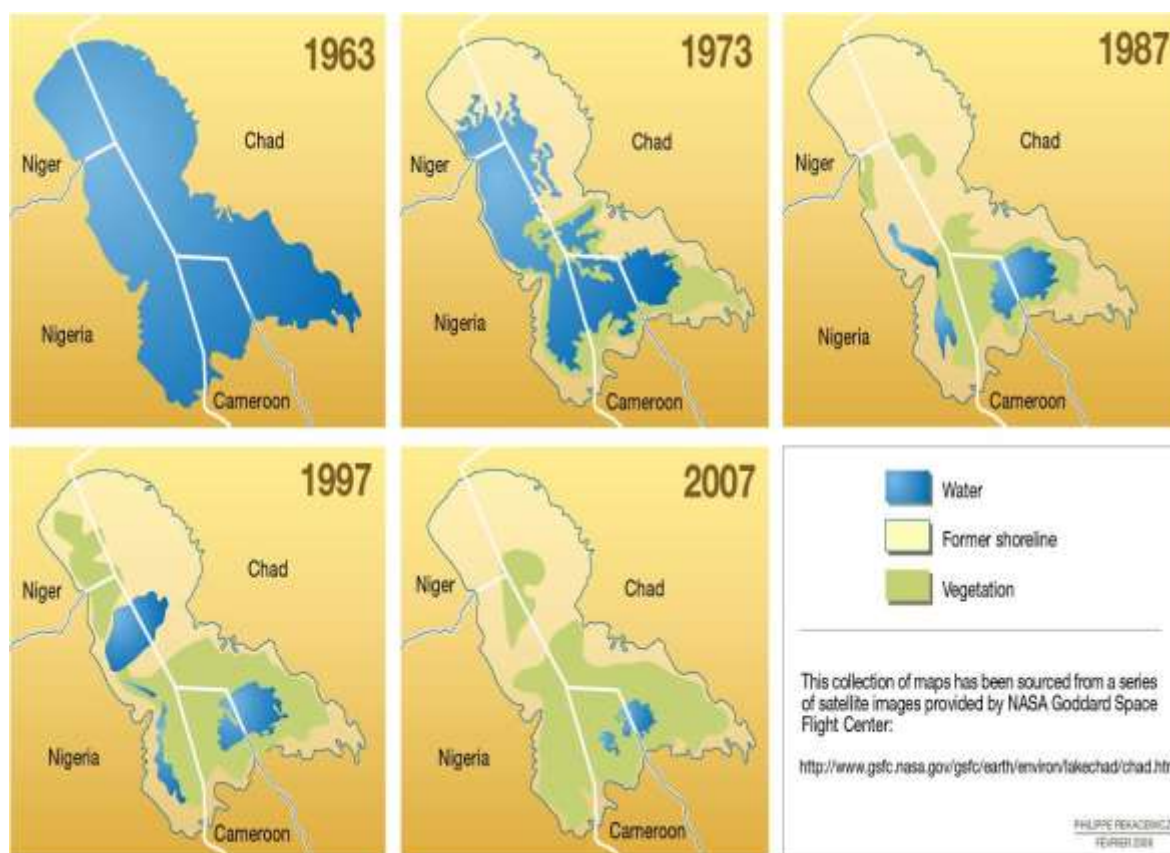 1963
Chad
Niger
Nigeria
Cameroon
1973
Chad
Niger
Nigeria
Cameroon
1987
Chad
Niger
Nigeria
Cameroon
1997
Chad
Niger
Nigeria
Cameroon
2007
Chad
Niger
Nigeria
Cameroon
Water
Former shoreline
Vegetation
This collection of maps has been sourced from a series
of satellite images provided by NASA Goddard Space
Flight Center:
http://www.gsfc.nasa.gov/gsfc/earth/environ/lakechad/chad.htm
PHILIPPE REKACEWICZ
FÉVRIER